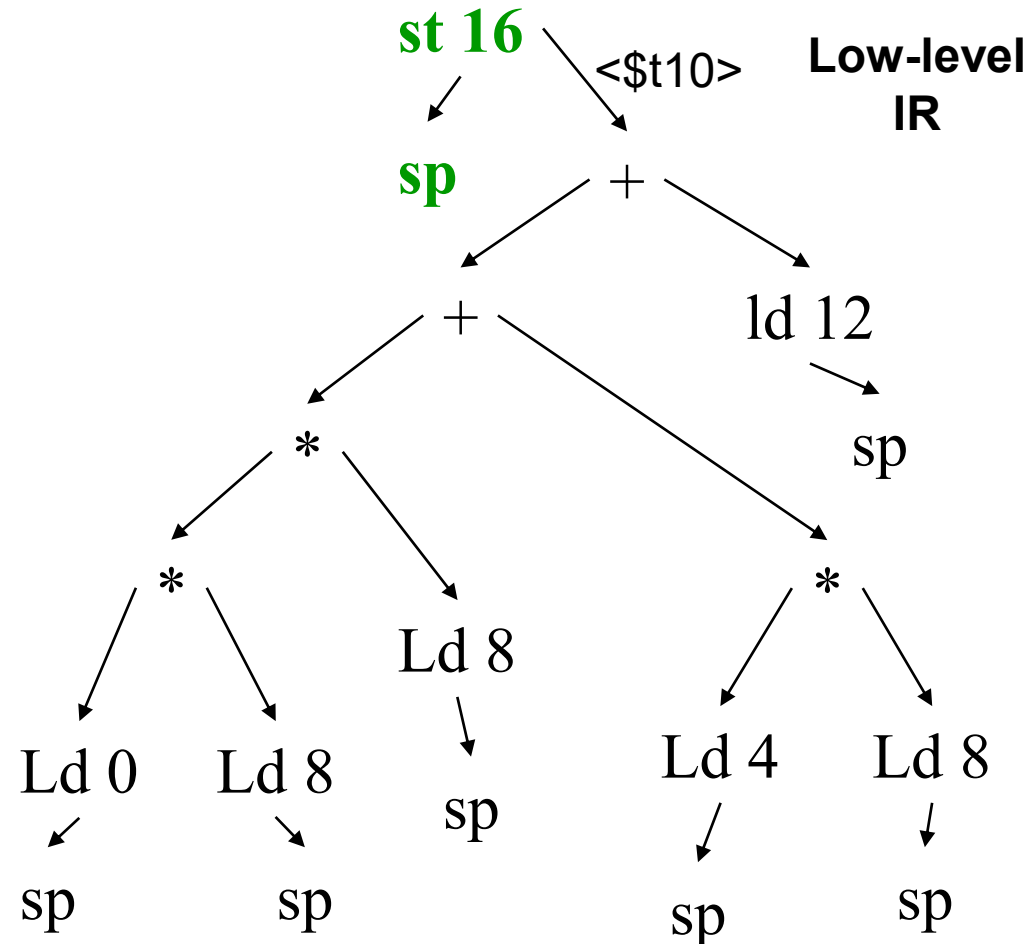 st 16
<$t10>
Low-level
IR
sp
+
+
ld 12
*
sp
*
*
Ld 8
Ld 0
Ld 8
Ld 4
Ld 8
sp
sp
sp
sp
sp